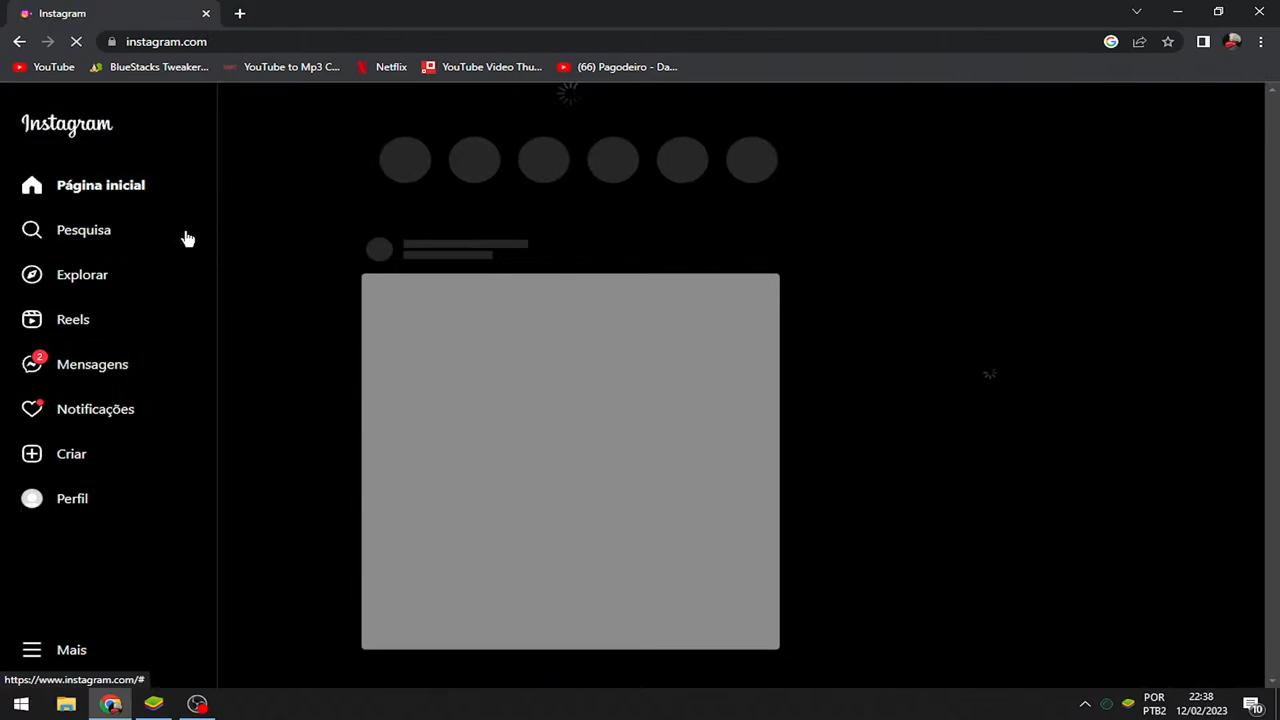 Instagram
instagram.com
YouTube
BlueStacks Tweaker...
YouTube to Mp3 C...
Netflix
YouTube Video Thu...
(66) Pagodeiro - Da...
Instagram
Página inicial
Pesquisa
Explorar
Reels
2
Mensagens
Notificações
Criar
Perfil
Mais
https://www.instagram.com/#
POR
PTB2
22:38
12/02/2023
10